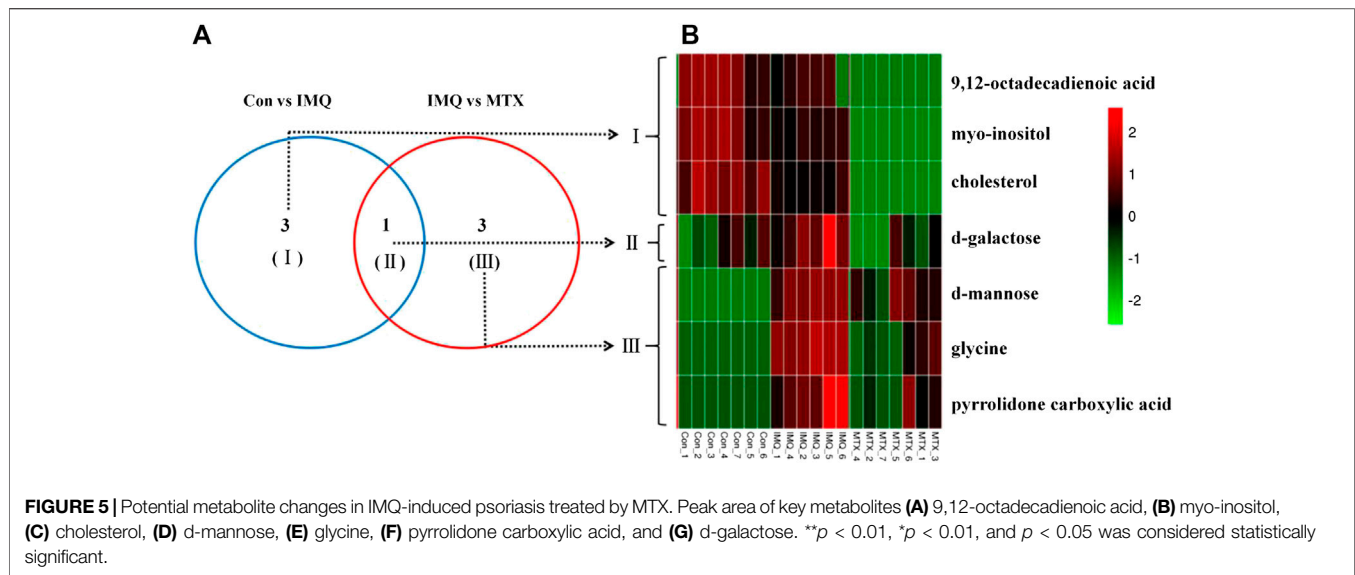 A
B
Con vs IMQ
IMQ vs MTX
3
(Ⅰ)
1
(Ⅱ)
3
(Ⅲ)
Ⅰ
Ⅱ
Ⅲ
9,12-octadecadienoic acid
myo-inositol
cholesterol
d-galactose
d-mannose
glycine
pyrrolidone carboxylic acid
2
1
0
-1
-2
Con_1
Con_2
Con_3
Con_4
Con_7
Con_5
Con_6
IMQ_1
IMQ_4
IMQ_2
IMQ_3
IMQ_5
IMQ_6
MTX_4
MTX_2
MTX_7
MTX_5
MTX_6
MTX_1
MTX_3
FIGURE 5 | Potential metabolite changes in IMQ-induced psoriasis treated by MTX. Peak area of key metabolites (A) 9,12-octadecadienoic acid, (B) myo-inositol,
(C) cholesterol, (D) d-mannose, (E) glycine, (F) pyrrolidone carboxylic acid, and (G) d-galactose. **p < 0.01, *p < 0.01, and p < 0.05 was considered statistically
significant.